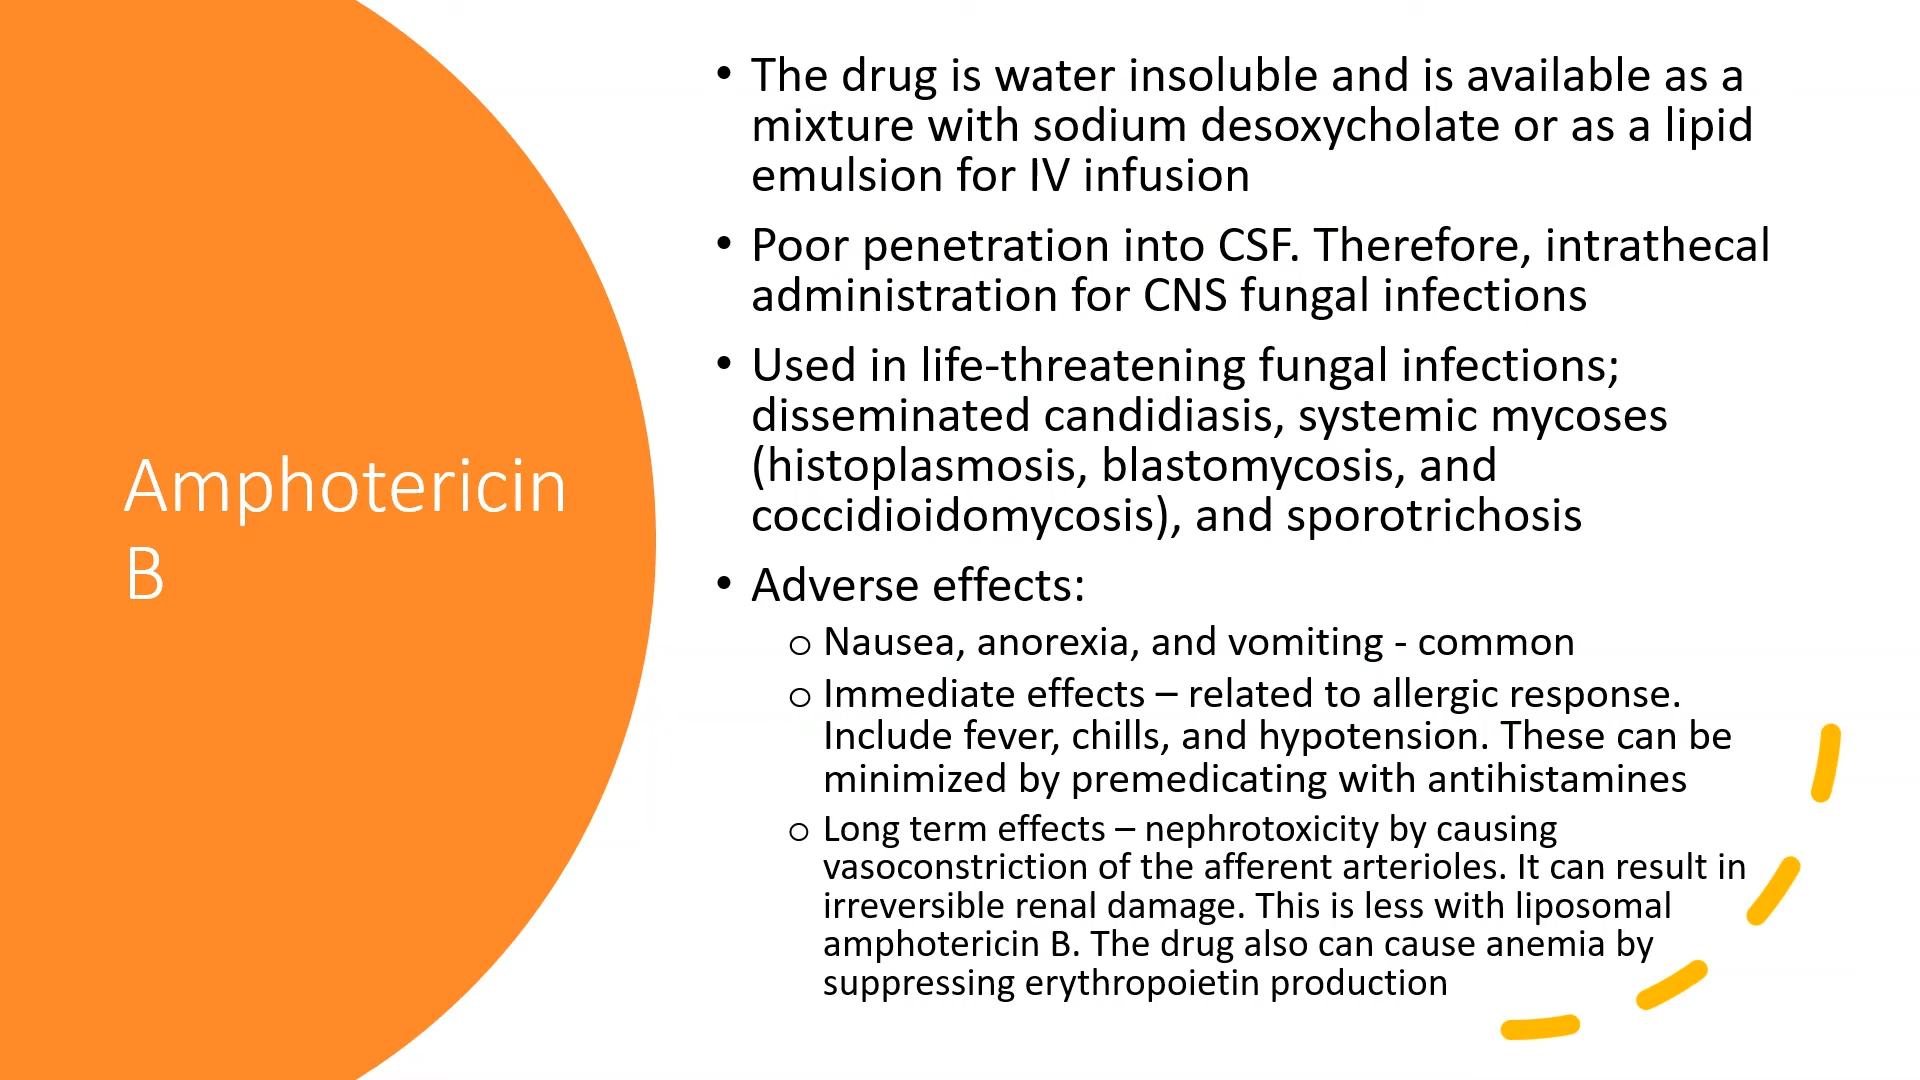 Amphotericin
B
• The drug is water insoluble and is available as a
mixture with sodium desoxycholate or as a lipid
emulsion for IV infusion
• Poor penetration into CSF. Therefore, intrathecal
administration for CNS fungal infections
• Used in life-threatening fungal infections;
disseminated candidiasis, systemic mycoses
(histoplasmosis, blastomycosis, and
coccidioidomycosis), and sporotrichosis
• Adverse effects:
o Nausea, anorexia, and vomiting - common
o Immediate effects – related to allergic response.
Include fever, chills, and hypotension. These can be
minimized by premedicating with antihistamines
o Long term effects – nephrotoxicity by causing
vasoconstriction of the afferent arterioles. It can result in
irreversible renal damage. This is less with liposomal
amphotericin B. The drug also can cause anemia by
suppressing erythropoietin production